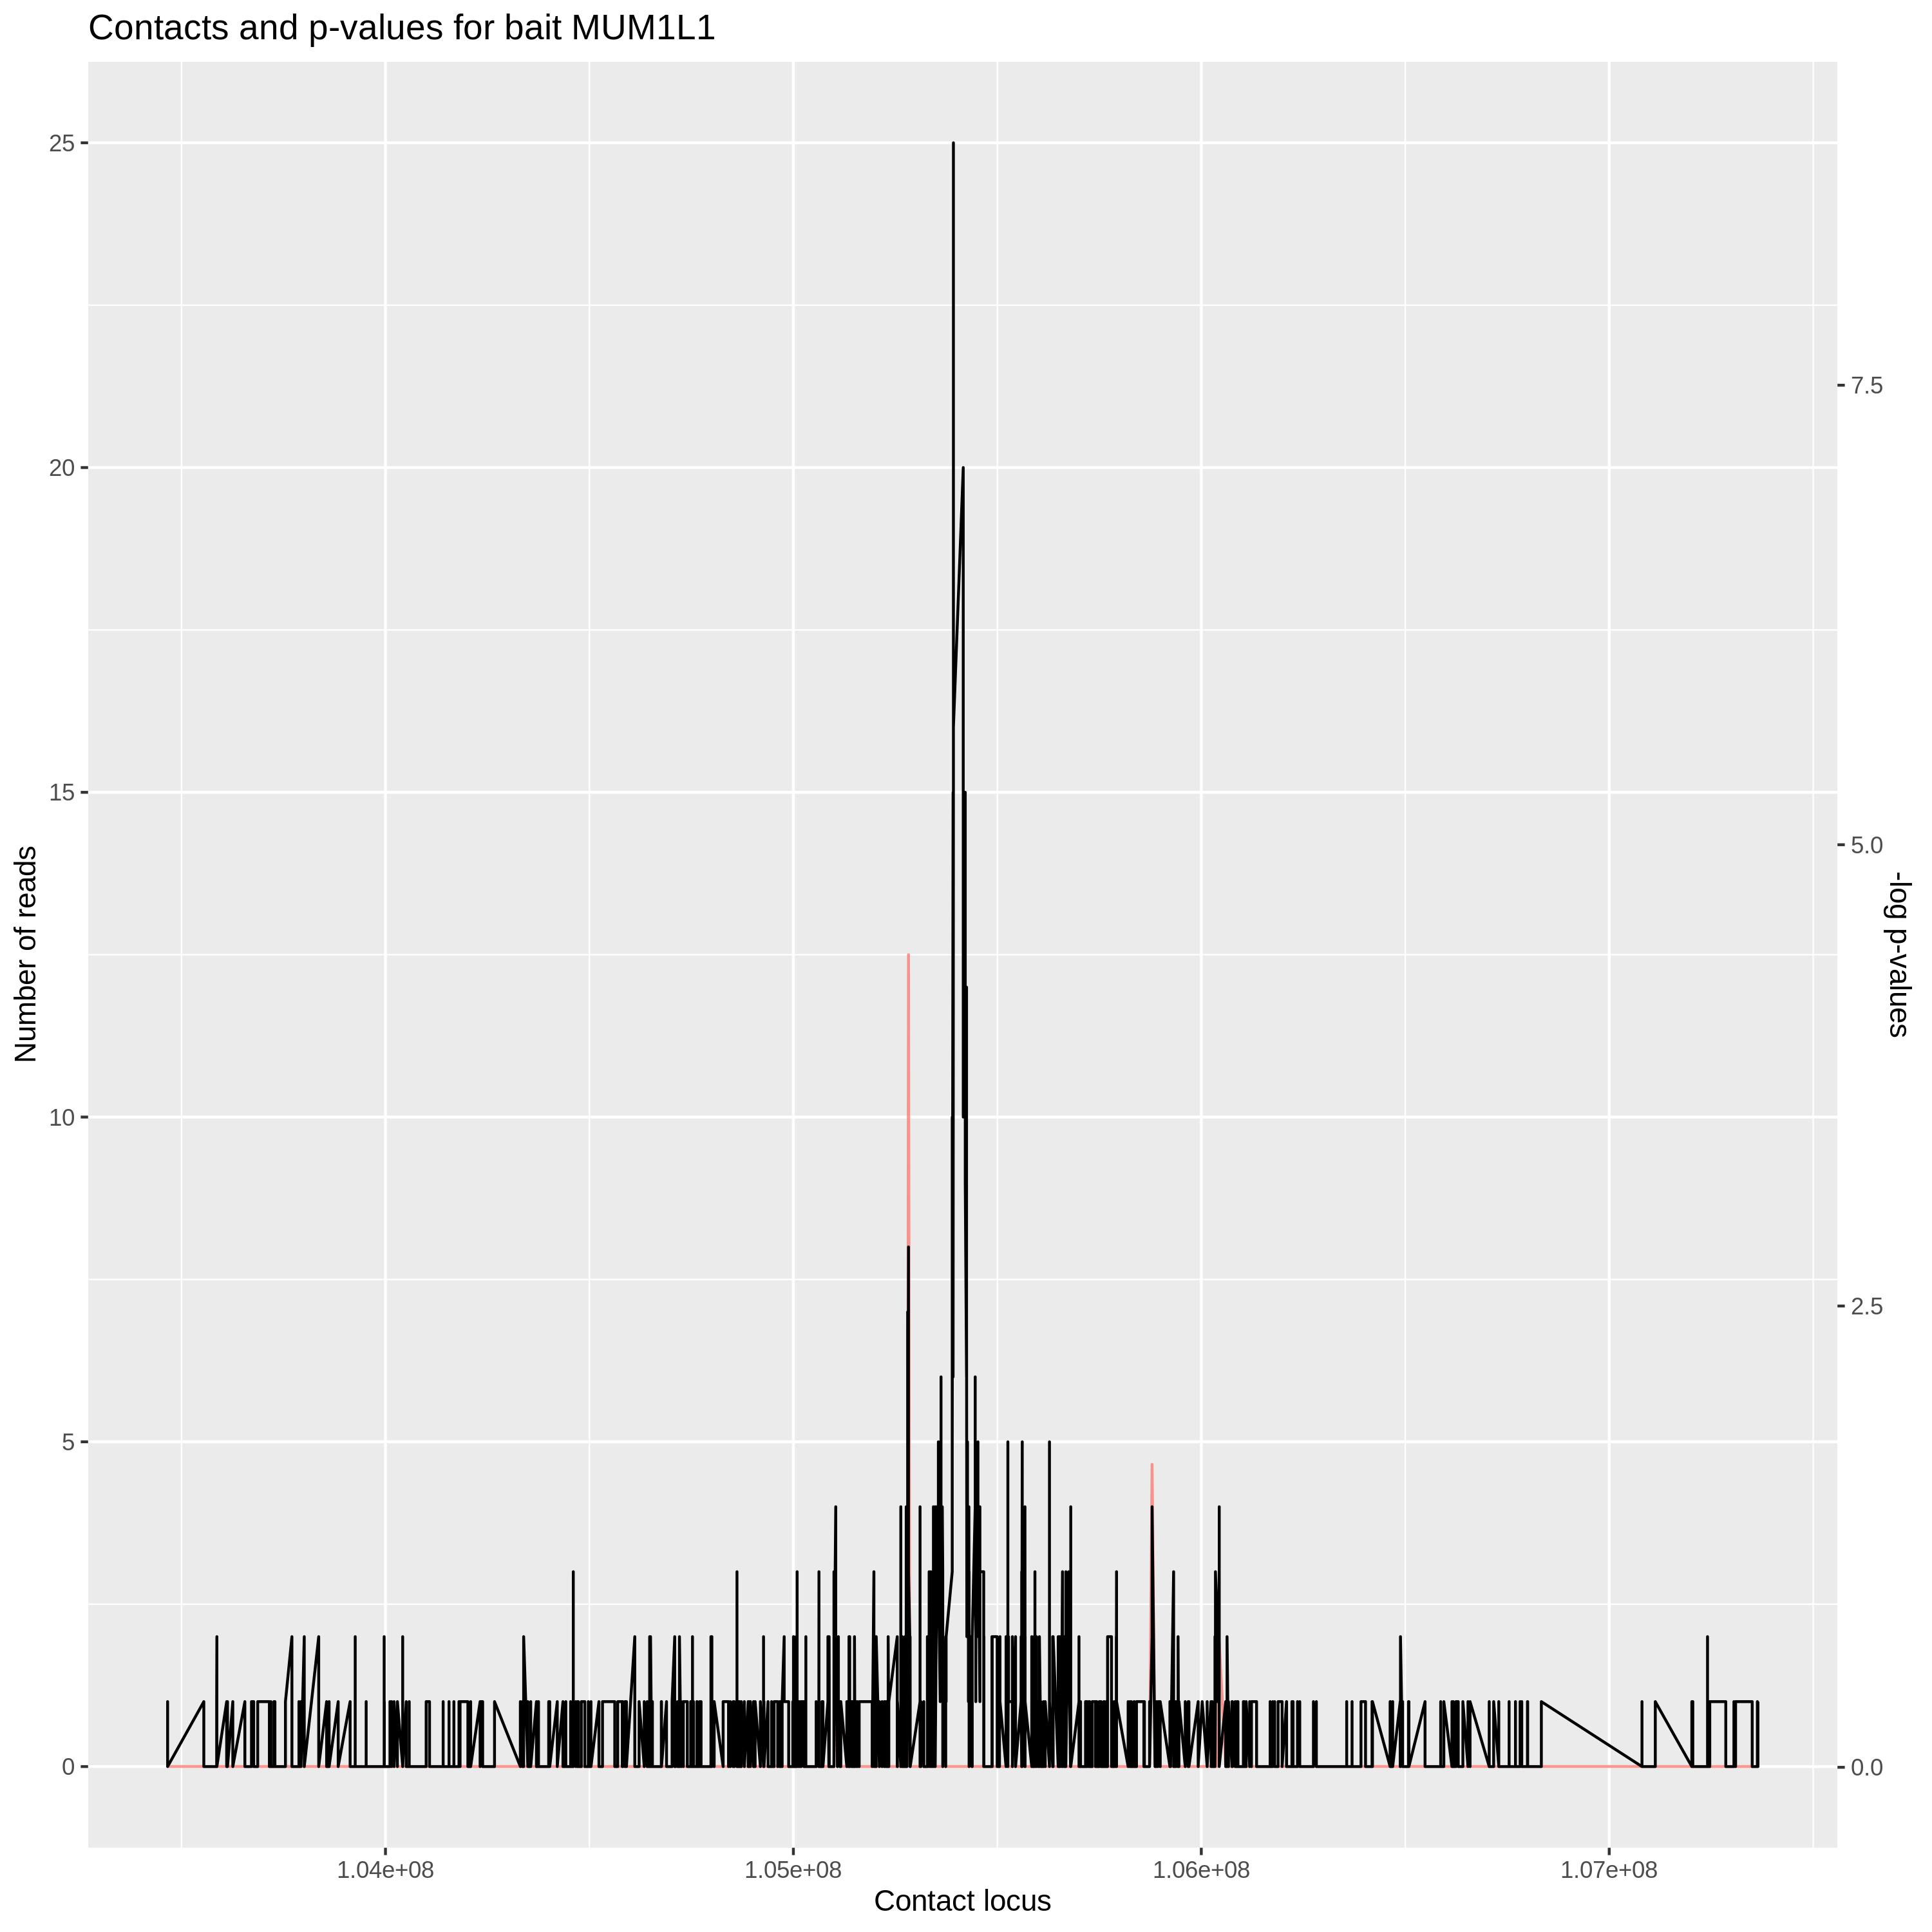 Contacts and p-values for bait MUM1L1
25
20
15
10
5
0
Number of reads
7.5
5.0
2.5
0.0
-log p-values
1.04e+08
1.05e+08
1.06e+08
1.07e+08
Contact locus